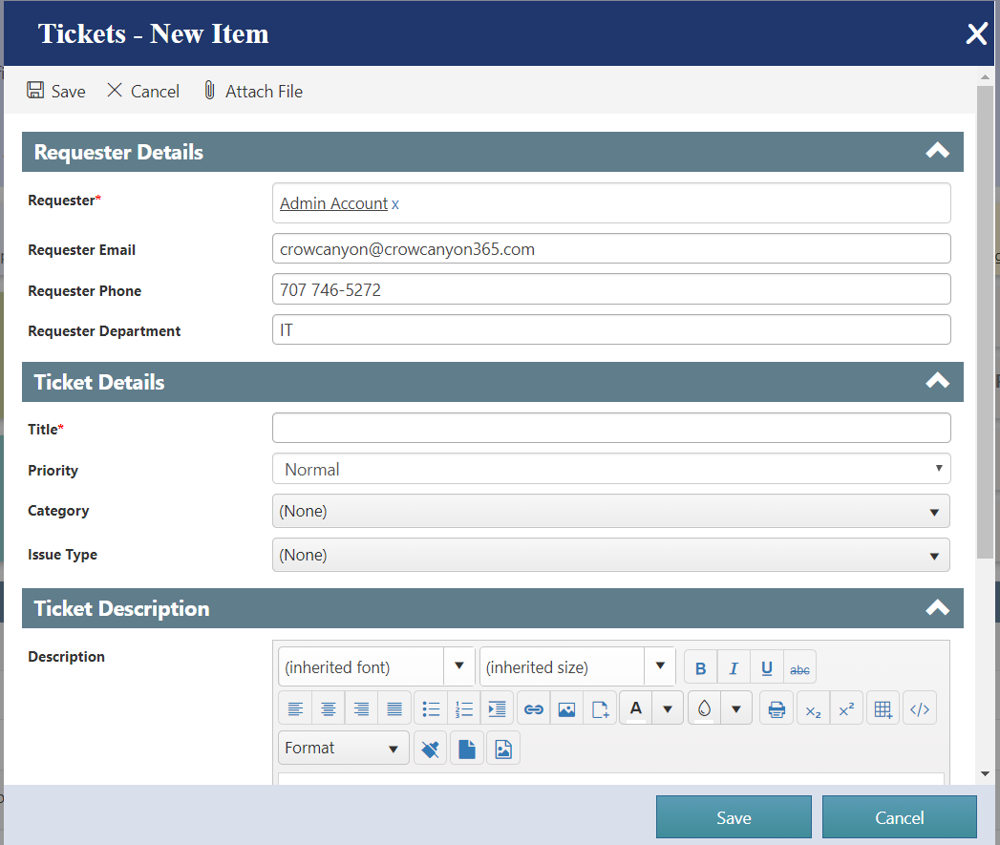 Tickets - New Item
Save Cancel Attach File
Requester Details
Requester* Admin Account x
Requester Email crowcanyon@crowcanyon365.com
Requester Phone 707 746-5272
Requester Department IT
Ticket Details
Title*
Priority Normal
Category (None)
Issue Type (None)
Ticket Description
Description (inherited font) (inherited size) B I U abc
A x₂ x² </>
Format
Save Cancel